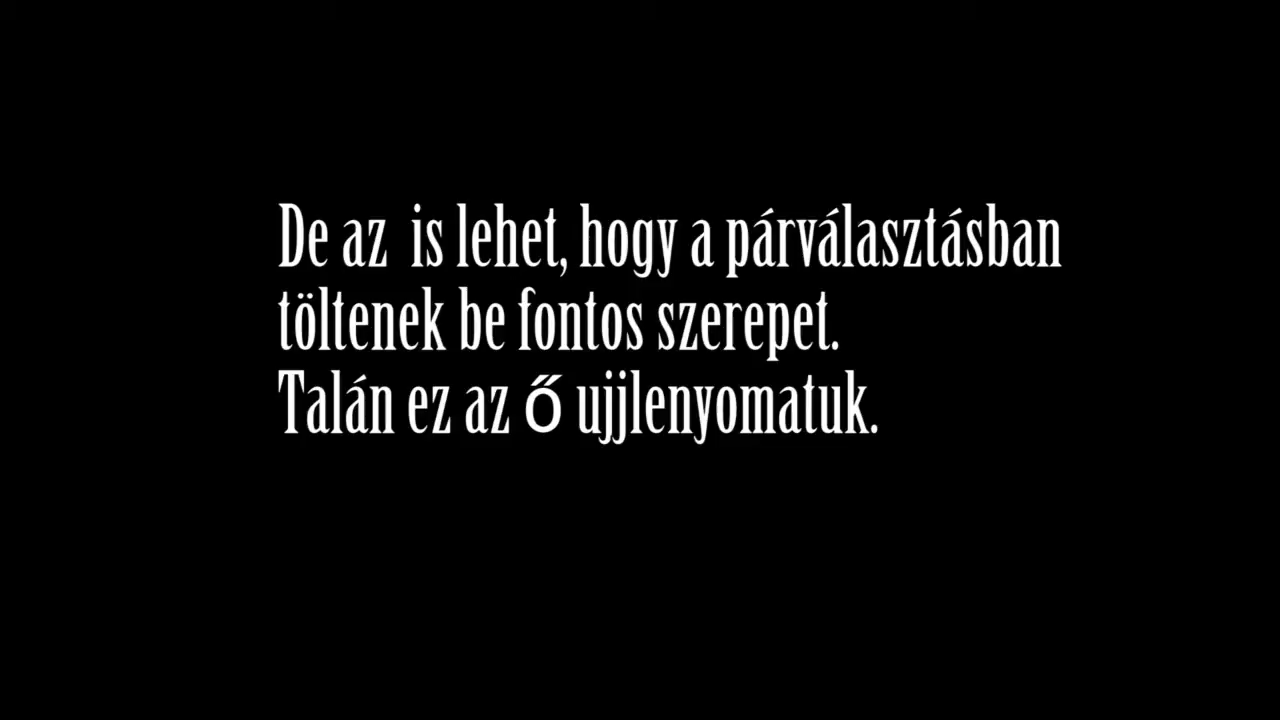 De az  is lehet, hogy a párválasztásban
töltenek be fontos szerepet.
Talán ez az ő ujjlenyomatuk.